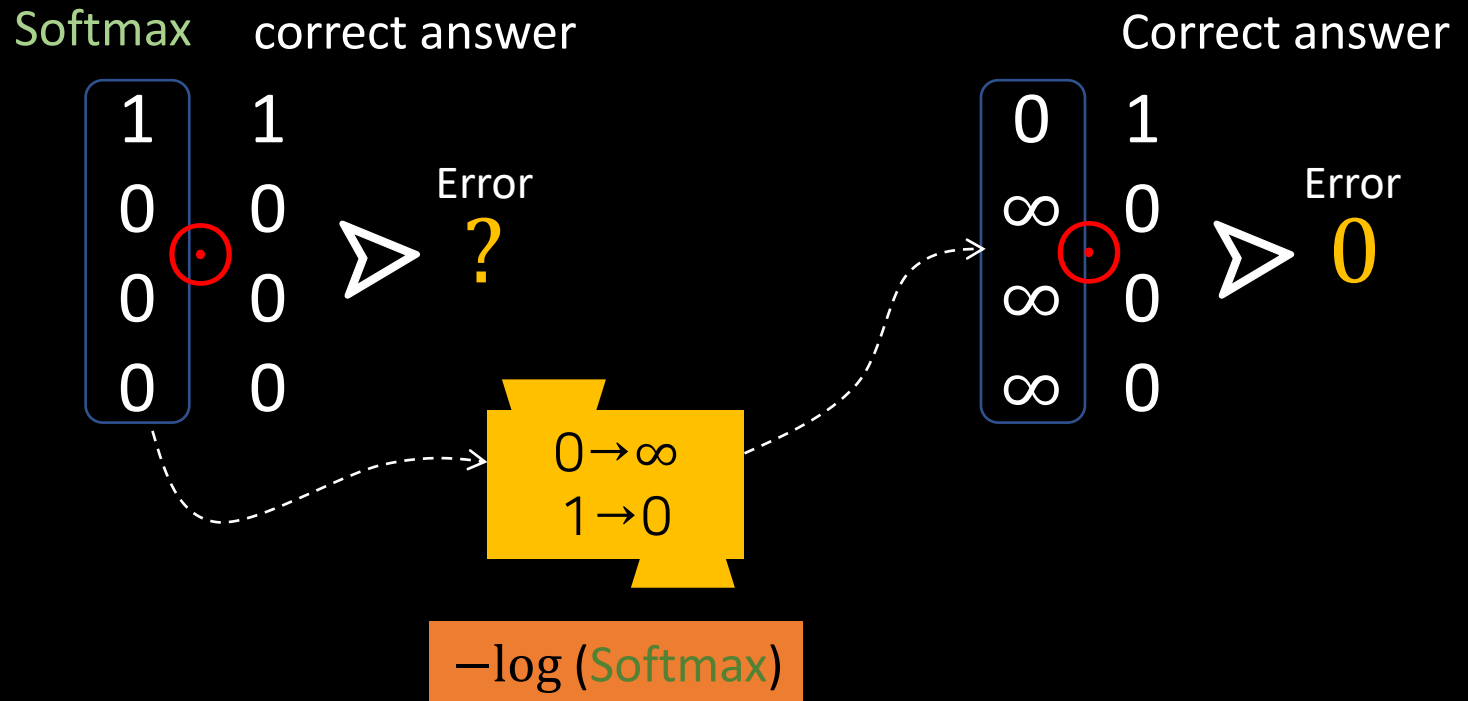 Softmax correct answer Correct answer
1 1 0 1
Error Error
0 0 ∞ 0
? 0
0 0 ∞ 0
0 0 ∞ 0
0→∞
1→0
−log (Softmax)